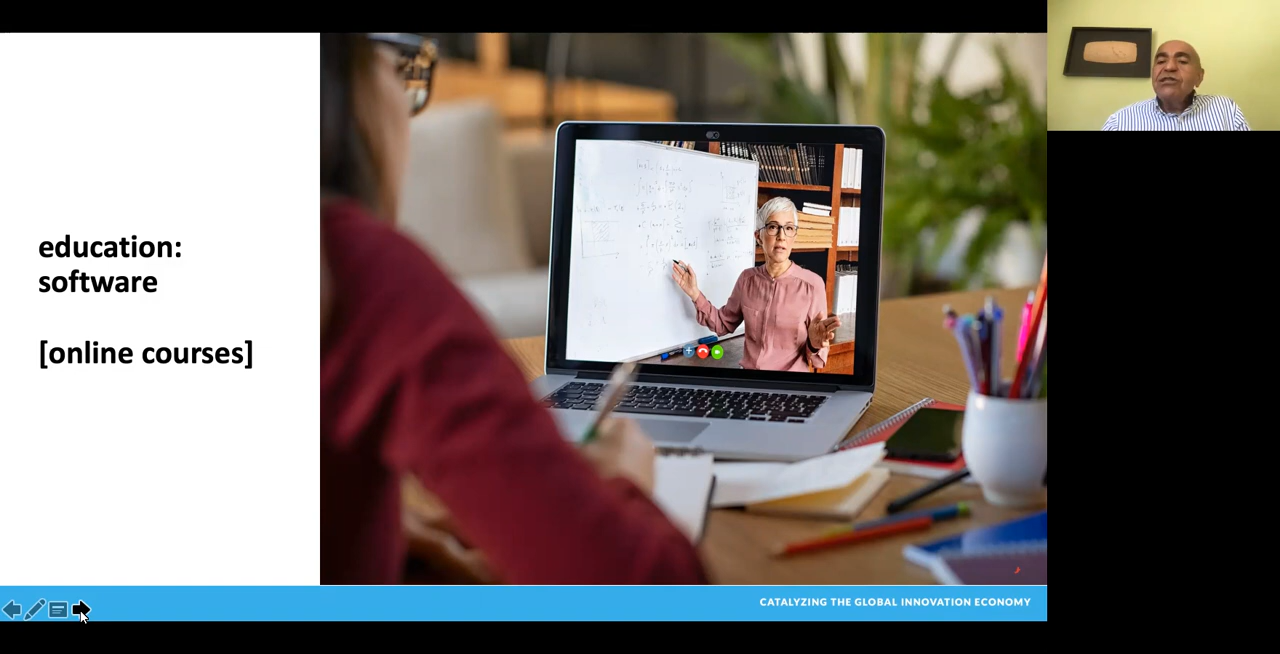 education:
software
[online courses]
CATALYZING THE GLOBAL INNOVATION ECONOMY